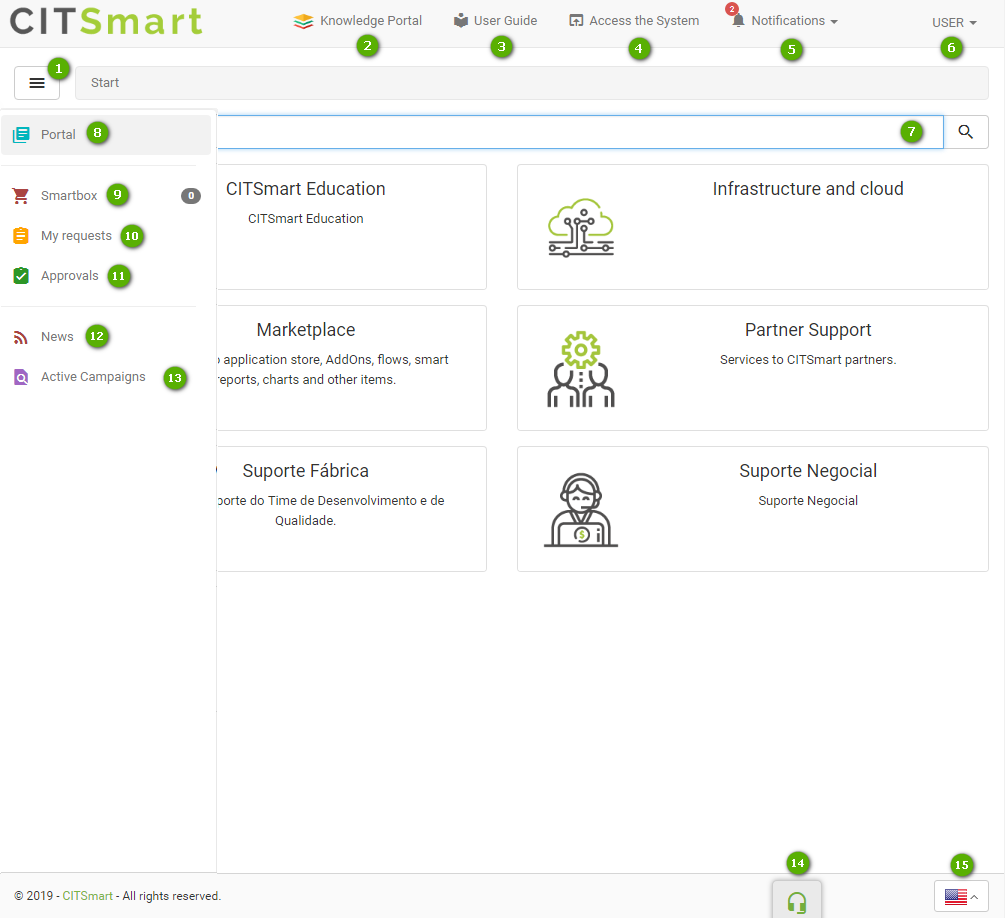 CITSmart
Knowledge Portal
User Guide
Access the System
2
Notifications
USER
2
3
4
5
6
1
Start
Portal
8
7
Smartbox
9
0
My requests
10
Approvals
11
News
12
Active Campaigns
13
CITSmart Education
CITSmart Education
Infrastructure and cloud
Marketplace
application store, AddOns, flows, smart
reports, charts and other items.
Partner Support
Services to CITSmart partners.
Suporte Fábrica
porte do Time de Desenvolvimento e de
Qualidade.
Suporte Negocial
Suporte Negocial
$
14
15
© 2019 - CITSmart - All rights reserved.